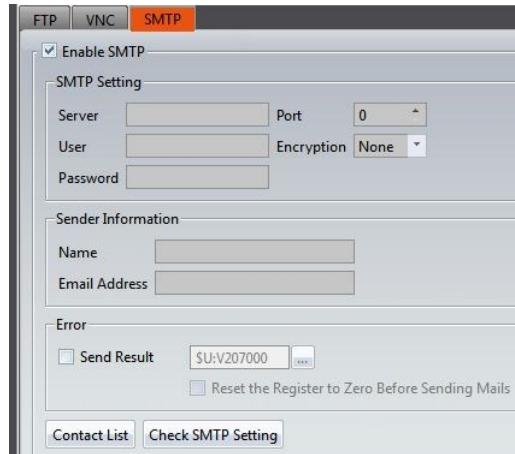 FTP VNC SMTP
Enable SMTP
SMTP Setting
Server Port 0
User Encryption None
Password
Sender Information
Name
Email Address
Error
Send Result $U:V207000 ...
Reset the Register to Zero Before Sending Mails
Contact List Check SMTP Setting